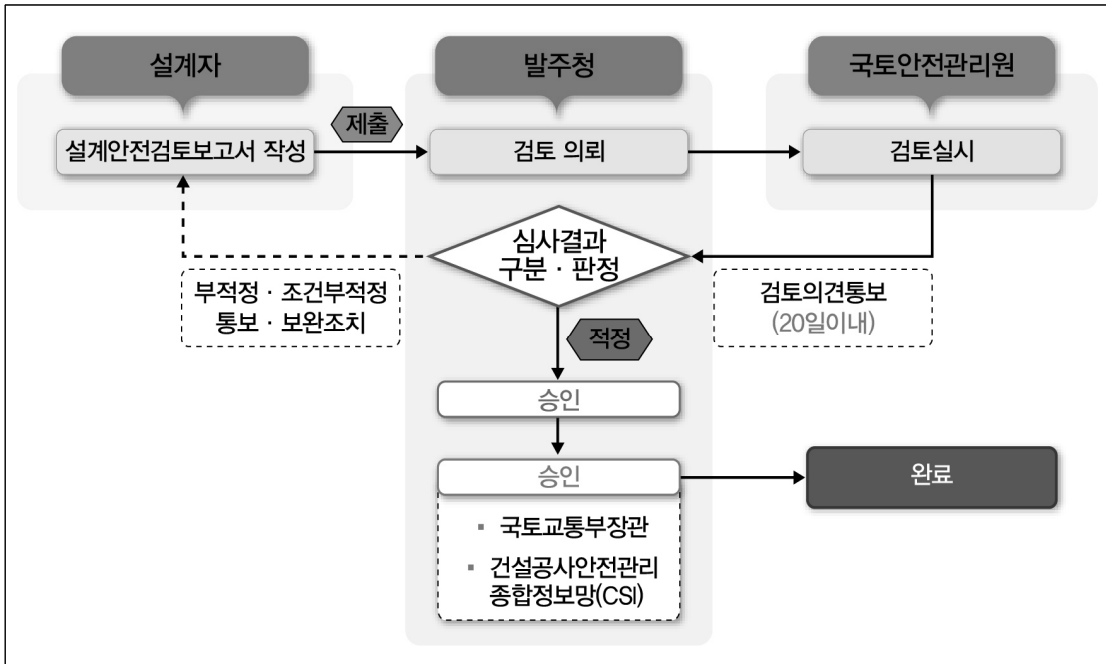 설계자
발주청
국토안전관리원
제출
설계안전검토보고서 작성
검토 의뢰
검토실시
심사결과
구분 · 판정
부적정 · 조건부적정
통보 · 보완조치
검토의견통보
(20일이내)
적정
승인
승인
완료
▪ 국토교통부장관
▪ 건설공사안전관리
종합정보망(CSI)